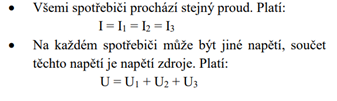 • Všemi spotřebiči prochází stejný proud. Platí:
I = I₁ = I₂ = I₃
• Na každém spotřebiči může být jiné napětí, součet
těchto napětí je napětí zdroje. Platí:
U = U₁ + U₂ + U₃